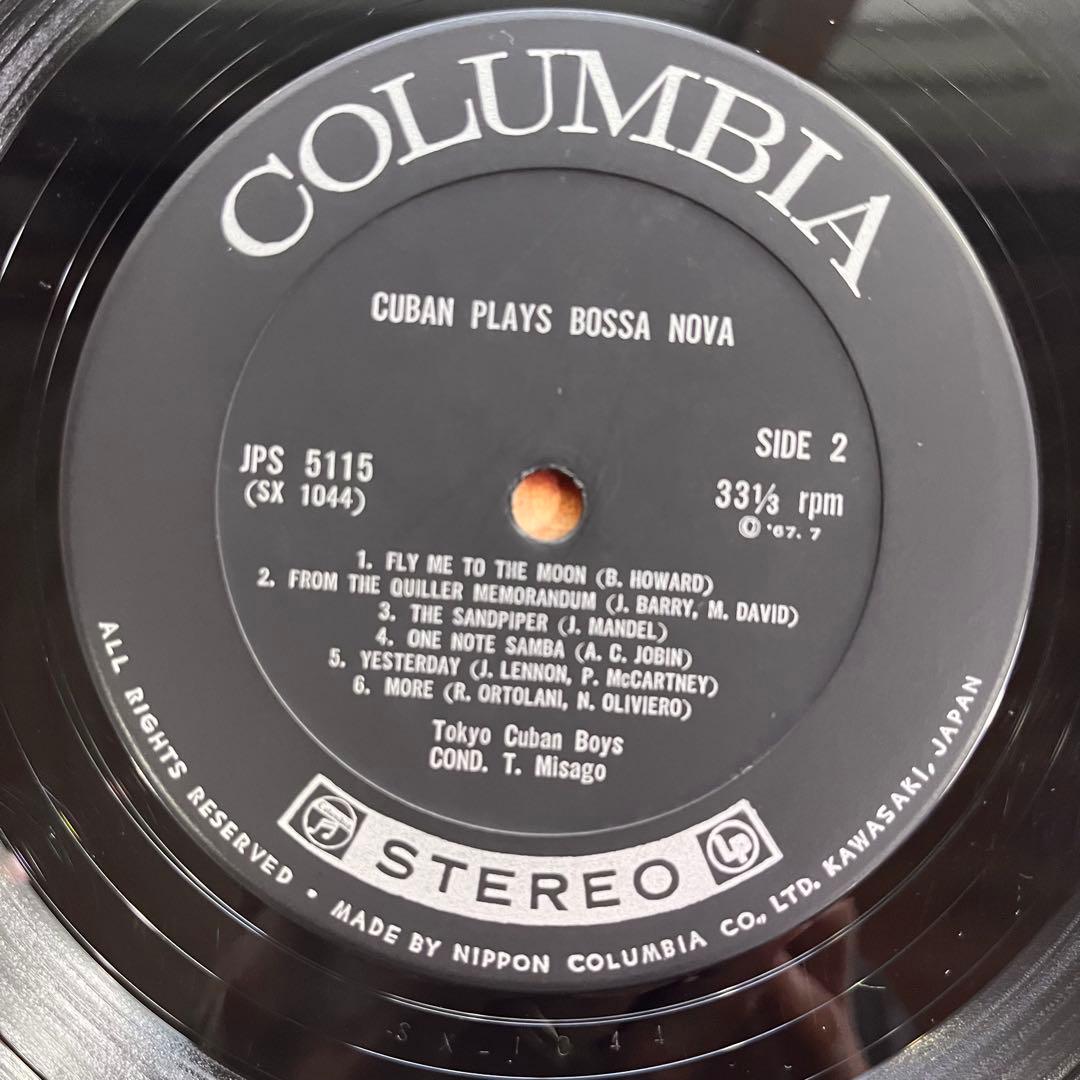 COLUMBIA
CUBAN PLAYS BOSSA NOVA
JPS 5115
(SX 1044)
SIDE 2
33⅓ rpm
© '67. 7
1. FLY ME TO THE MOON (B. HOWARD)
2. FROM THE QUILLER MEMORANDUM (J. BARRY, M. DAVID)
3. THE SANDPIPER (J. MANDEL)
4. ONE NOTE SAMBA (A. C. JOBIN)
5. YESTERDAY (J. LENNON, P. McCARTNEY)
6. MORE (R. ORTOLANI, N. OLIVIERO)
Tokyo Cuban Boys
COND. T. Misago
Columbia
STEREO
LP
ALL RIGHTS RESERVED • MADE BY NIPPON COLUMBIA CO., LTD. KAWASAKI, JAPAN
SX-1044